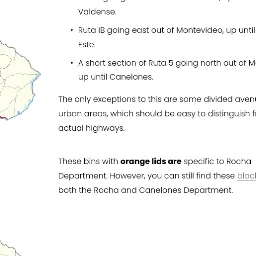 Valdense.
• Ruta IB going east out of Montevideo, up until
Este.
• A short section of Ruta 5 going north out of M
up until Canelones.
The only exceptions to this are some divided aven
urban areas, which should be easy to distinguish f
actual highways.
These bins with orange lids are specific to Rocha
Department. However, you can still find these blac
both the Rocha and Canelones Department.